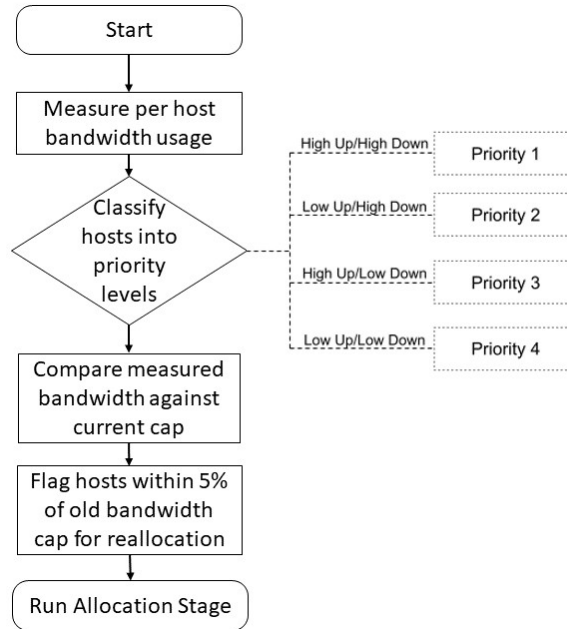 Start
Measure per host
bandwidth usage
Classify
hosts into
priority
levels
High Up/High Down
Priority 1
Low Up/High Down
Priority 2
High Up/Low Down
Priority 3
Low Up/Low Down
Priority 4
Compare measured
bandwidth against
current cap
Flag hosts within 5%
of old bandwidth
cap for reallocation
Run Allocation Stage